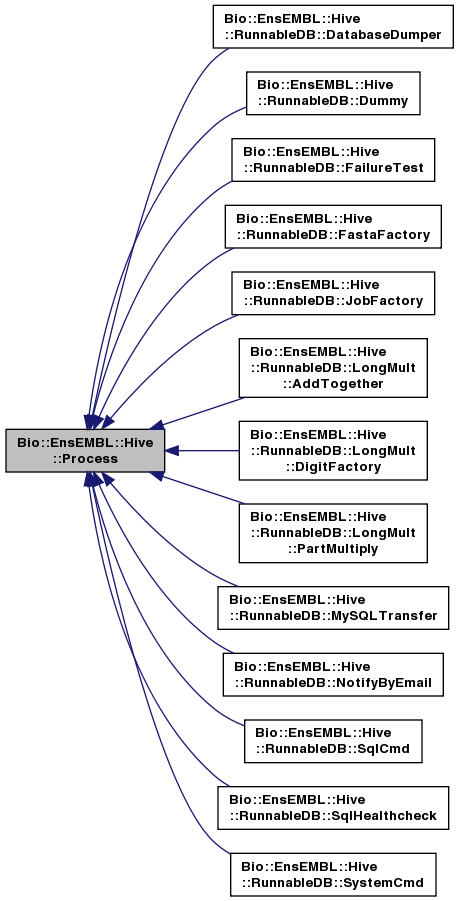 Bio::EnsEMBL::Hive
::RunnableDB::DatabaseDumper
Bio::EnsEMBL::Hive
::RunnableDB::Dummy
Bio::EnsEMBL::Hive
::RunnableDB::FailureTest
Bio::EnsEMBL::Hive
::RunnableDB::FastaFactory
Bio::EnsEMBL::Hive
::RunnableDB::JobFactory
Bio::EnsEMBL::Hive
::RunnableDB::LongMult
::AddTogether
Bio::EnsEMBL::Hive
::Process
Bio::EnsEMBL::Hive
::RunnableDB::LongMult
::DigitFactory
Bio::EnsEMBL::Hive
::RunnableDB::LongMult
::PartMultiply
Bio::EnsEMBL::Hive
::RunnableDB::MySQLTransfer
Bio::EnsEMBL::Hive
::RunnableDB::NotifyByEmail
Bio::EnsEMBL::Hive
::RunnableDB::SqlCmd
Bio::EnsEMBL::Hive
::RunnableDB::SqlHealthcheck
Bio::EnsEMBL::Hive
::RunnableDB::SystemCmd